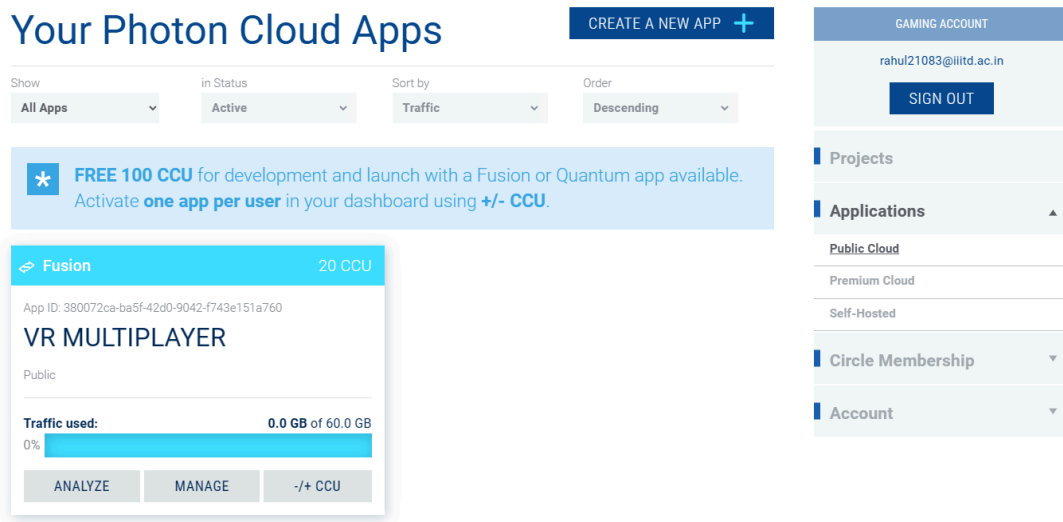 Your Photon Cloud Apps
CREATE A NEW APP
Show
in Status
Sort by
Order
All Apps
Active
Traffic
Descending
FREE 100 CCU for development and launch with a Fusion or Quantum app available.
Activate one app per user in your dashboard using +/- CCU.
Fusion
20 CCU
App ID: 380072ca-ba5f-42d0-9042-f743e151a760
VR MULTIPLAYER
Public
Traffic used:
0.0 GB of 60.0 GB
0%
ANALYZE
MANAGE
-/+ CCU
GAMING ACCOUNT
rahul21083@iiitd.ac.in
SIGN OUT
Projects
Applications
Public Cloud
Premium Cloud
Self-Hosted
Circle Membership
Account